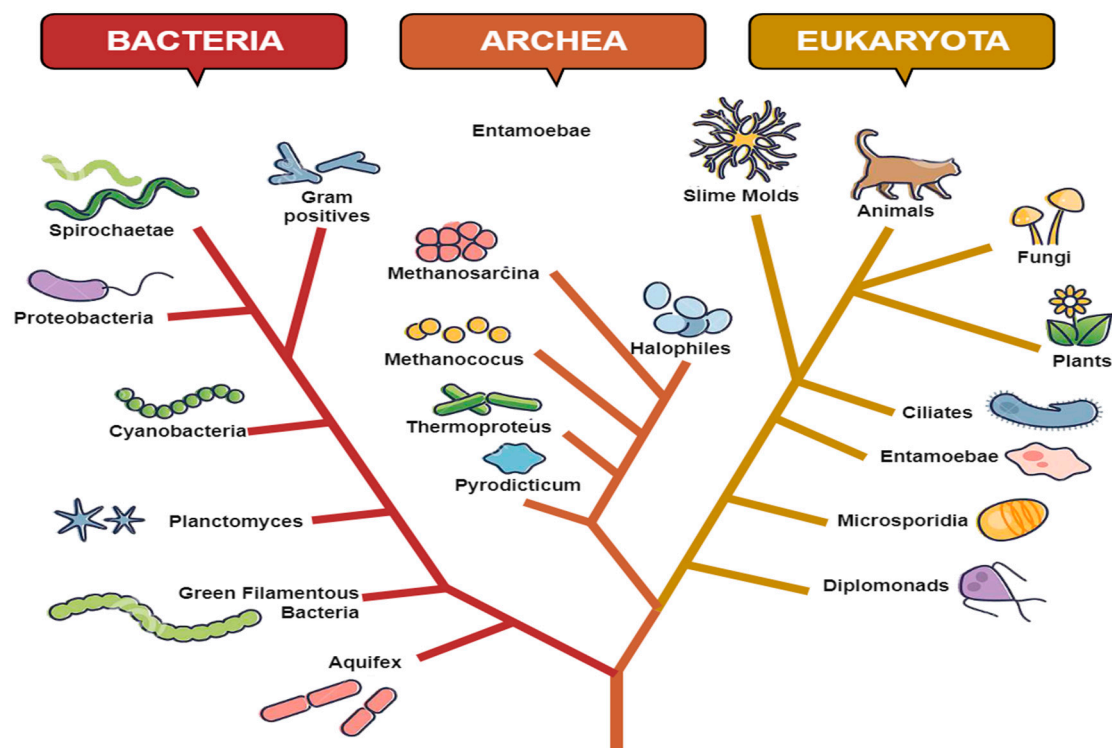 BACTERIA
ARCHEA
EUKARYOTA
Entamoebae
Spirochaetae
Gram
positives
Slime Molds
Animals
Fungi
Methanosarčina
Proteobacteria
Methanococus
Halophiles
Plants
Cyanobacteria
Thermoproteus
Ciliates
Pyrodicticum
Entamoebae
Planctomyces
Microsporidia
Green Filamentous
Bacteria
Diplomonads
Aquifex